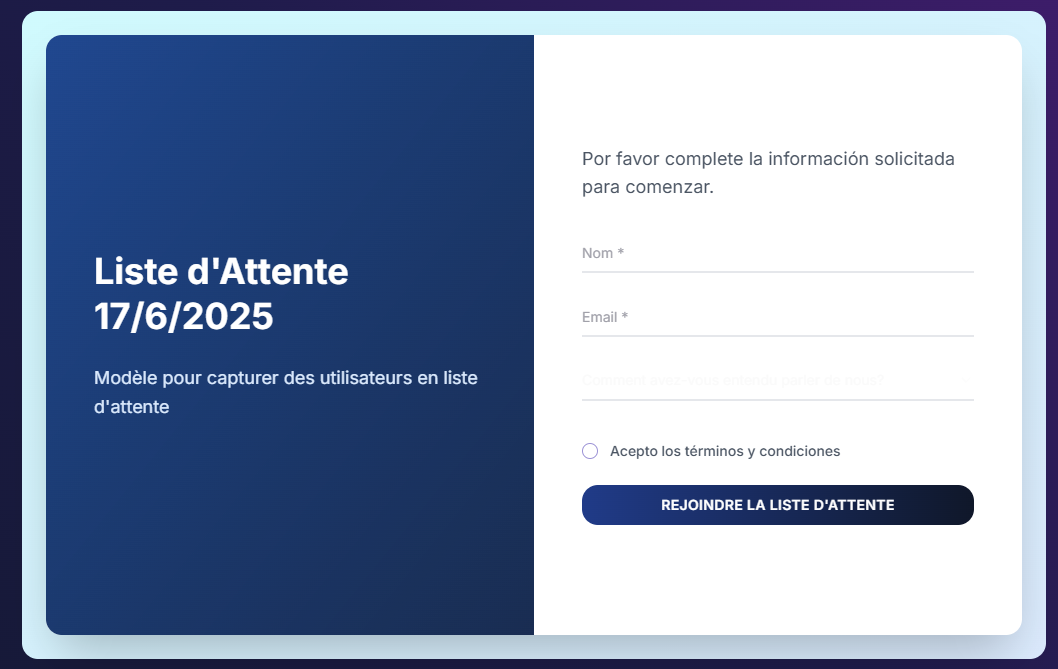 Liste d'Attente
17/6/2025
Modèle pour capturer des utilisateurs en liste
d'attente
Por favor complete la información solicitada
para comenzar.
Nom *
Email *
Comment avez-vous entendu parler de nous?
Acepto los términos y condiciones
REJOINDRE LA LISTE D'ATTENTE